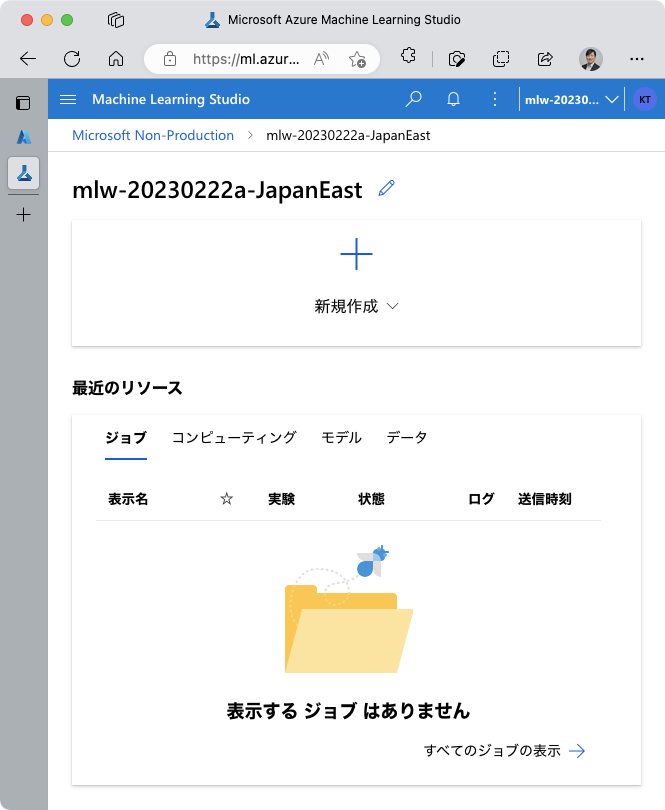 Microsoft Azure Machine Learning Studio
https://ml.azur...
Machine Learning Studio
mlw-20230...
KT
Microsoft Non-Production > mlw-20230222a-JapanEast
mlw-20230222a-JapanEast
新規作成
最近のリソース
ジョブ コンピューティング モデル データ
表示名 ☆ 実験 状態 ログ 送信時刻
表示する ジョブ はありません
すべてのジョブの表示 →